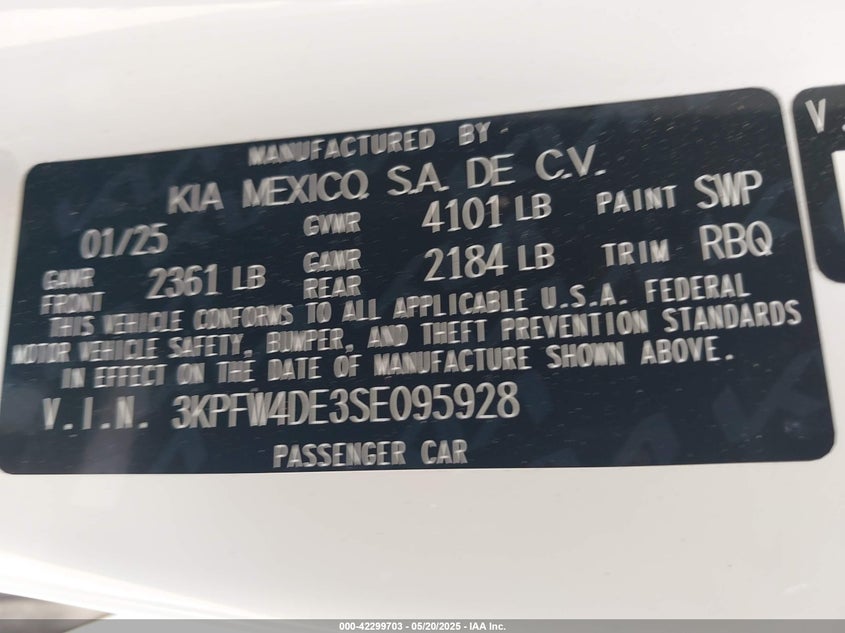 MANUFACTURED BY
KIA MEXICO S.A. DE C.V.
01/25 GVWR 4101 LB PAINT SWP
GAWR FRONT 2361 LB GAWR REAR 2184 LB TRIM RBQ
THIS VEHICLE CONFORMS TO ALL APPLICABLE U.S.A. FEDERAL
MOTOR VEHICLE SAFETY, BUMPER, AND THEFT PREVENTION STANDARDS
IN EFFECT ON THE DATE OF MANUFACTURE SHOWN ABOVE.
V.I.N. 3KPFW4DE3SE095928
PASSENGER CAR
V.
000-42299703 — 05/20/2025 — IAA Inc.